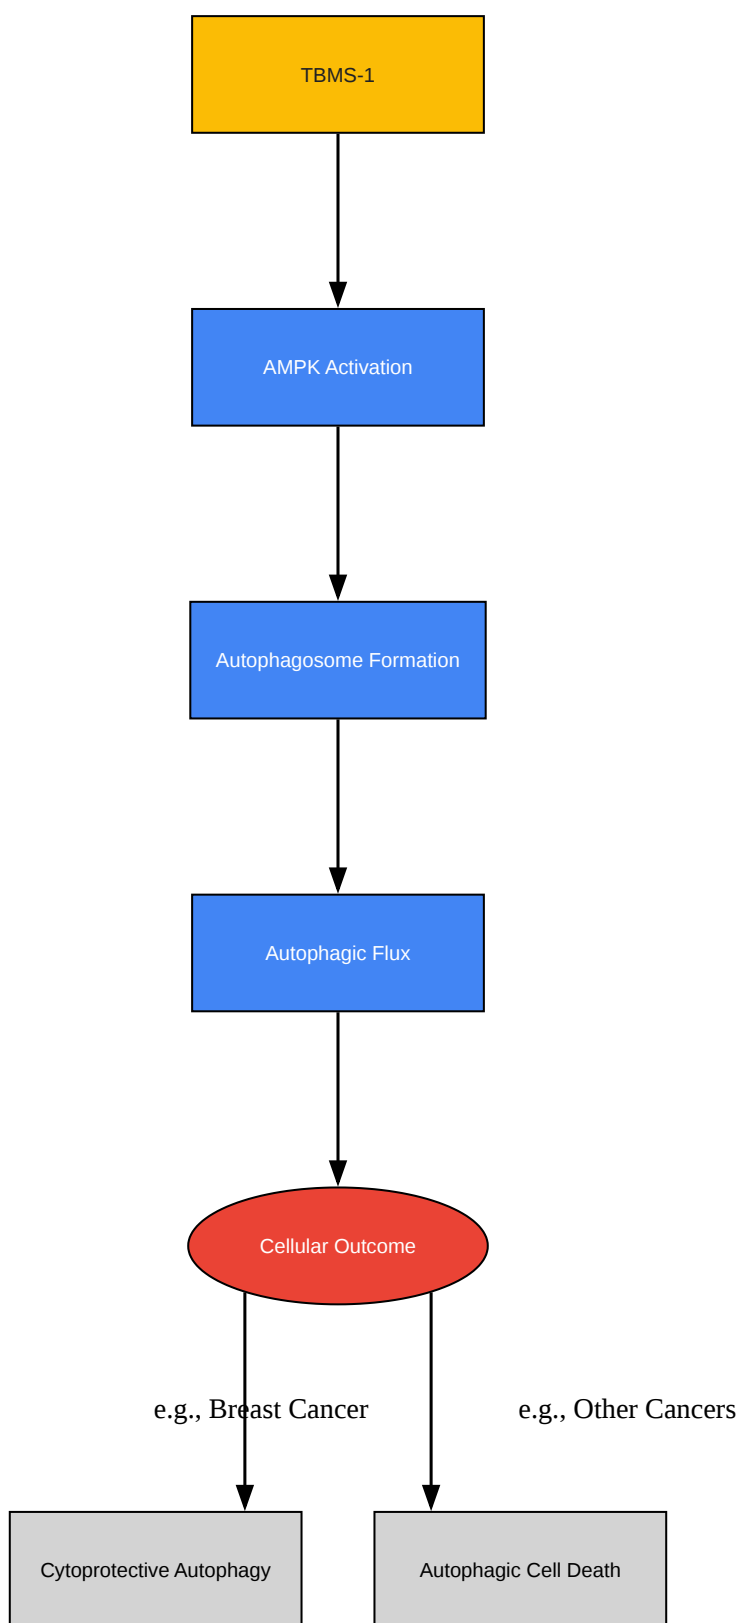 TBMS-1
AMPK Activation
Autophagosome Formation
Autophagic Flux
Cellular Outcome
e.g., Breast Cancer
e.g., Other Cancers
Cytoprotective Autophagy
Autophagic Cell Death